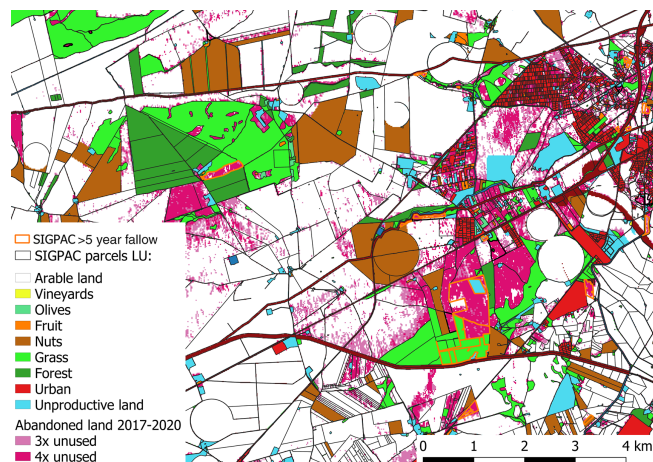 SIGPAC >5 year fallow
SIGPAC parcels LU:
Arable land
Vineyards
Olives
Fruit
Nuts
Grass
Forest
Urban
Unproductive land
Abandoned land 2017-2020
3x unused
4x unused
0 1 2 3 4 km